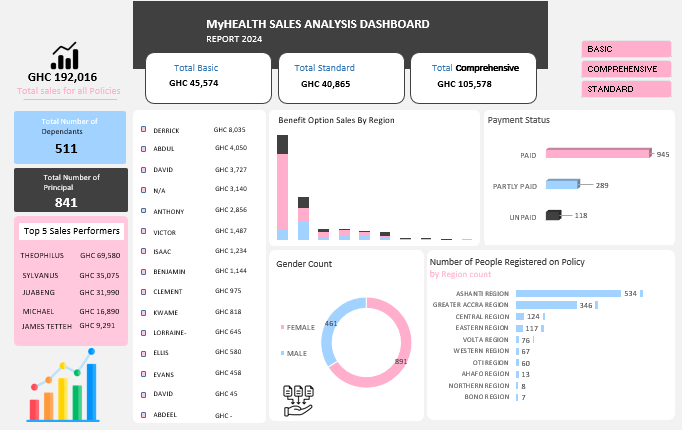 MyHEALTH SALES ANALYSIS DASHBOARD
REPORT 2024
GHC 192,016
Total sales for all Policies
Total Basic
GHC 45,574
Total Standard
GHC 40,865
Total Comprehensive
GHC 105,578
BASIC
COMPREHENSIVE
STANDARD
Total Number of
Dependants
511
Total Number of
Principal
841
Top 5 Sales Performers
THEOPHILUS GHC 69,580
SYLVANUS GHC 35,075
JUABENG GHC 31,990
MICHAEL GHC 16,890
JAMES TETTEH GHC 9,291
DERRICK GHC 8,035
ABDUL GHC 4,050
DAVID GHC 3,727
N/A GHC 3,140
ANTHONY GHC 2,856
VICTOR GHC 1,487
ISAAC GHC 1,234
BENJAMIN GHC 1,144
CLEMENT GHC 975
KWAME GHC 818
LORRAINE- GHC 645
ELLIS GHC 580
EVANS GHC 458
DAVID GHC 45
ABDEEL GHC -
Benefit Option Sales By Region
Payment Status
PAID 945
PARTLY PAID 289
UNPAID 118
Gender Count
FEMALE
MALE
461
891
Number of People Registered on Policy
by Region count
ASHANTI REGION 534
GREATER ACCRA REGION 346
CENTRAL REGION 124
EASTERN REGION 117
VOLTA REGION 76
WESTERN REGION 67
OTI REGION 60
AHAFO REGION 13
NORTHERN REGION 8
BONO REGION 7